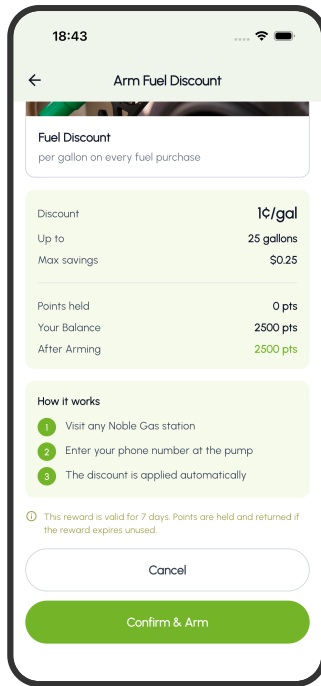 18:43
Arm Fuel Discount
Fuel Discount
per gallon on every fuel purchase
Discount 1¢/gal
Up to 25 gallons
Max savings $0.25
Points held 0 pts
Your Balance 2500 pts
After Arming 2500 pts
How it works
1 Visit any Noble Gas station
2 Enter your phone number at the pump
3 The discount is applied automatically
This reward is valid for 7 days. Points are held and returned if
the reward expires unused.
Cancel
Confirm & Arm